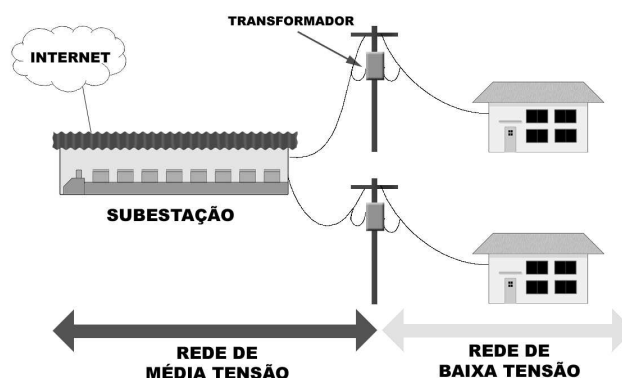 TRANSFORMADOR
INTERNET
SUBESTAÇÃO
REDE DE
MÉDIA TENSÃO
REDE DE
BAIXA TENSÃO